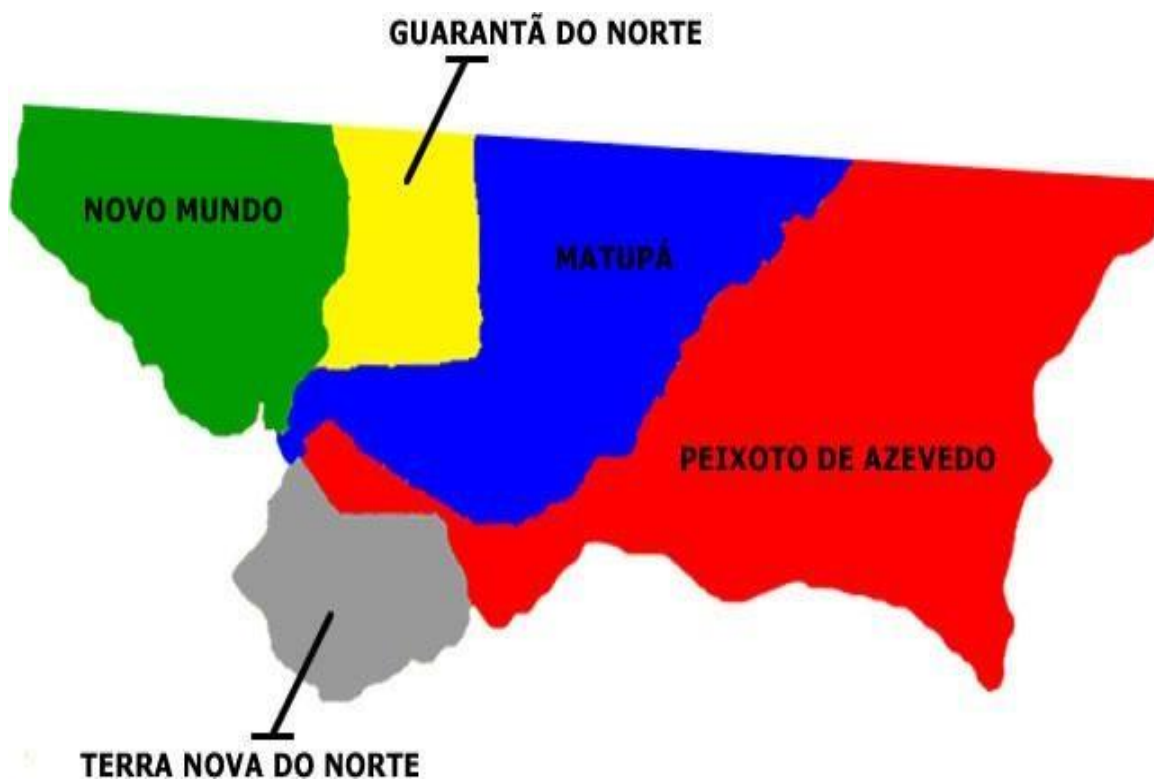 GUARANTÃ DO NORTE
NOVO MUNDO
MATUPÁ
PEIXOTO DE AZEVEDO
TERRA NOVA DO NORTE